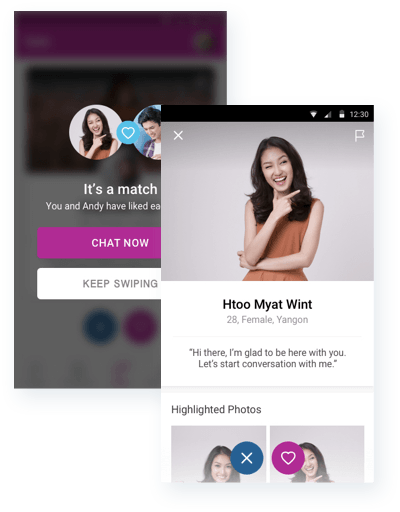 It's a match
You and Andy have liked ea
CHAT NOW
KEEP SWIPING
12:30
Htoo Myat Wint
28, Female, Yangon
“Hi there, I’m glad to be here with you.
Let’s start conversation with me.”
Highlighted Photos